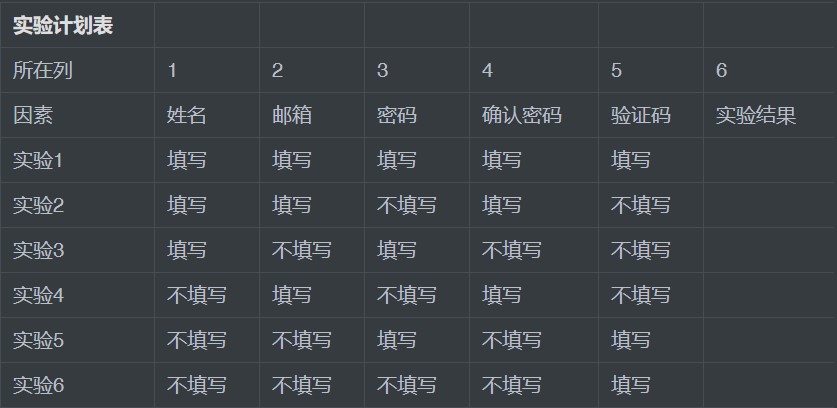 实验计划表
所在列 1 2 3 4 5 6
因素 姓名 邮箱 密码 确认密码 验证码 实验结果
实验1 填写 填写 填写 填写 填写
实验2 填写 填写 不填写 填写 不填写
实验3 填写 不填写 填写 不填写 不填写
实验4 不填写 填写 不填写 填写 不填写
实验5 不填写 不填写 填写 不填写 填写
实验6 不填写 不填写 不填写 不填写 填写